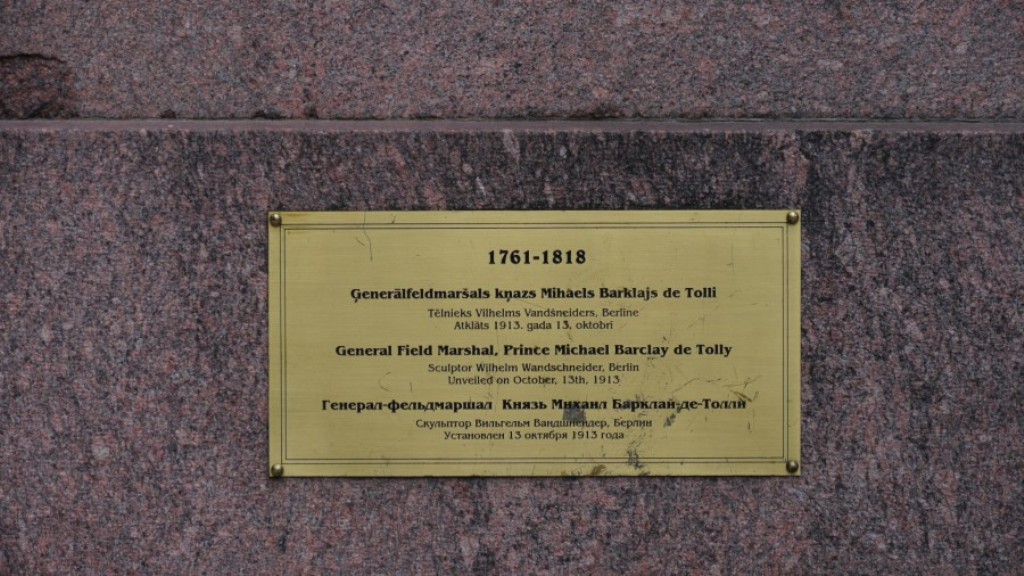 1761-1818
Ģenerālfeldmaršals kņazs Mihaels Barklajs de Tolli
Tēlnieks Vilhelms Vandšneiders, Berlīne
Atklāts 1913. gada 13. oktobrī
General Field Marshal, Prince Michael Barclay de Tolly
Sculptor Wilhelm Wandschneider, Berlin
Unveiled on October, 13th, 1913
Генерал-фельдмаршал Князь Михаил Барклай-де-Толли
Скульптор Вильгельм Вандшнейдер, Берлин
Установлен 13 октября 1913 года